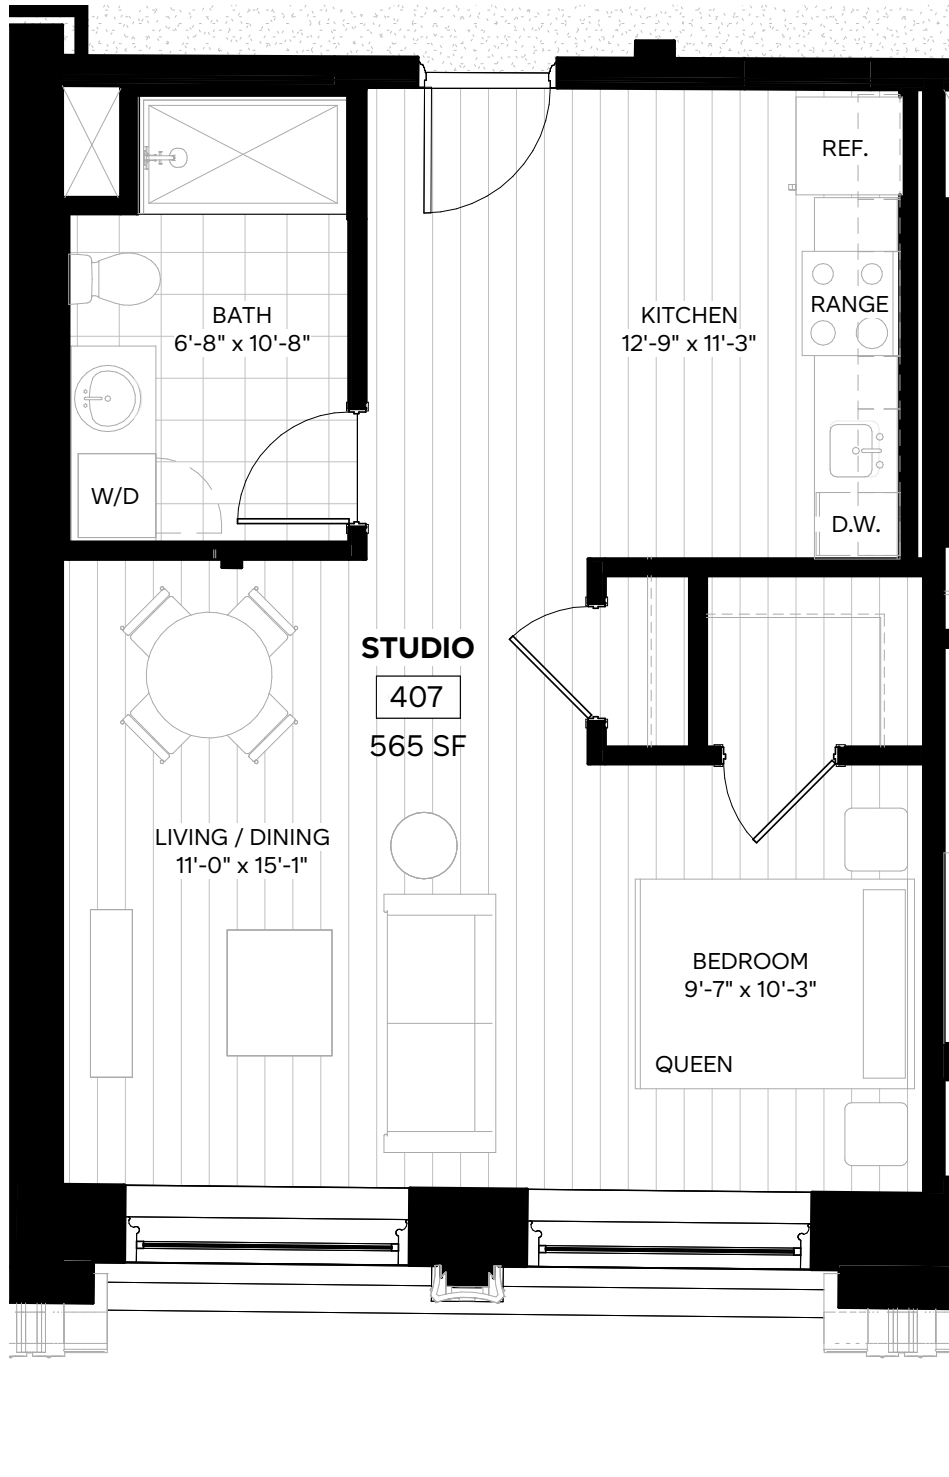 REF.
BATH
6'-8" x 10'-8"
KITCHEN
12'-9" x 11'-3"
RANGE
W/D
D.W.
STUDIO
407
565 SF
LIVING / DINING
11'-0" x 15'-1"
BEDROOM
9'-7" x 10'-3"
QUEEN